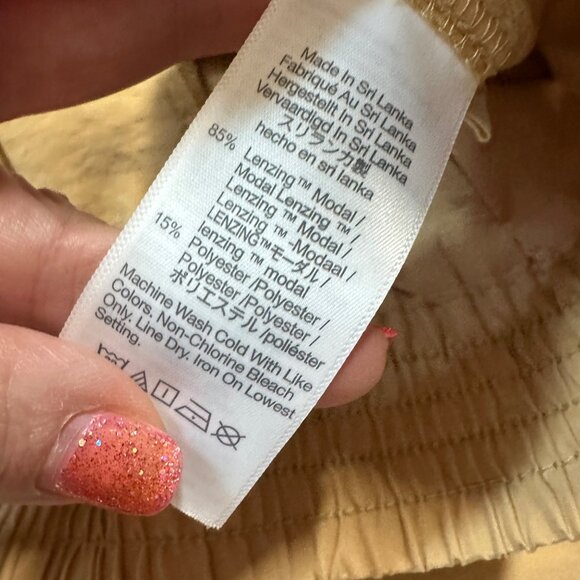 Made In Sri Lanka
Fabriqué Au Sri Lanka
Hergestellt In Sri Lanka
Vervaardigd In Sri Lanka
スリランカ製
hecho en sri lanka
85% Lenzing™ Modal /
Modal Lenzing™ /
Lenzing™ Modal /
Lenzing™ -Modaal /
LENZING™モーダル /
lenzing™ modal
15% Polyester/Polyester /
Polyester /Polyester /
ポリエステル/poliéster
Machine Wash Cold With Like
Colors. Non-Chlorine Bleach
Only. Line Dry. Iron On Lowest
Setting.